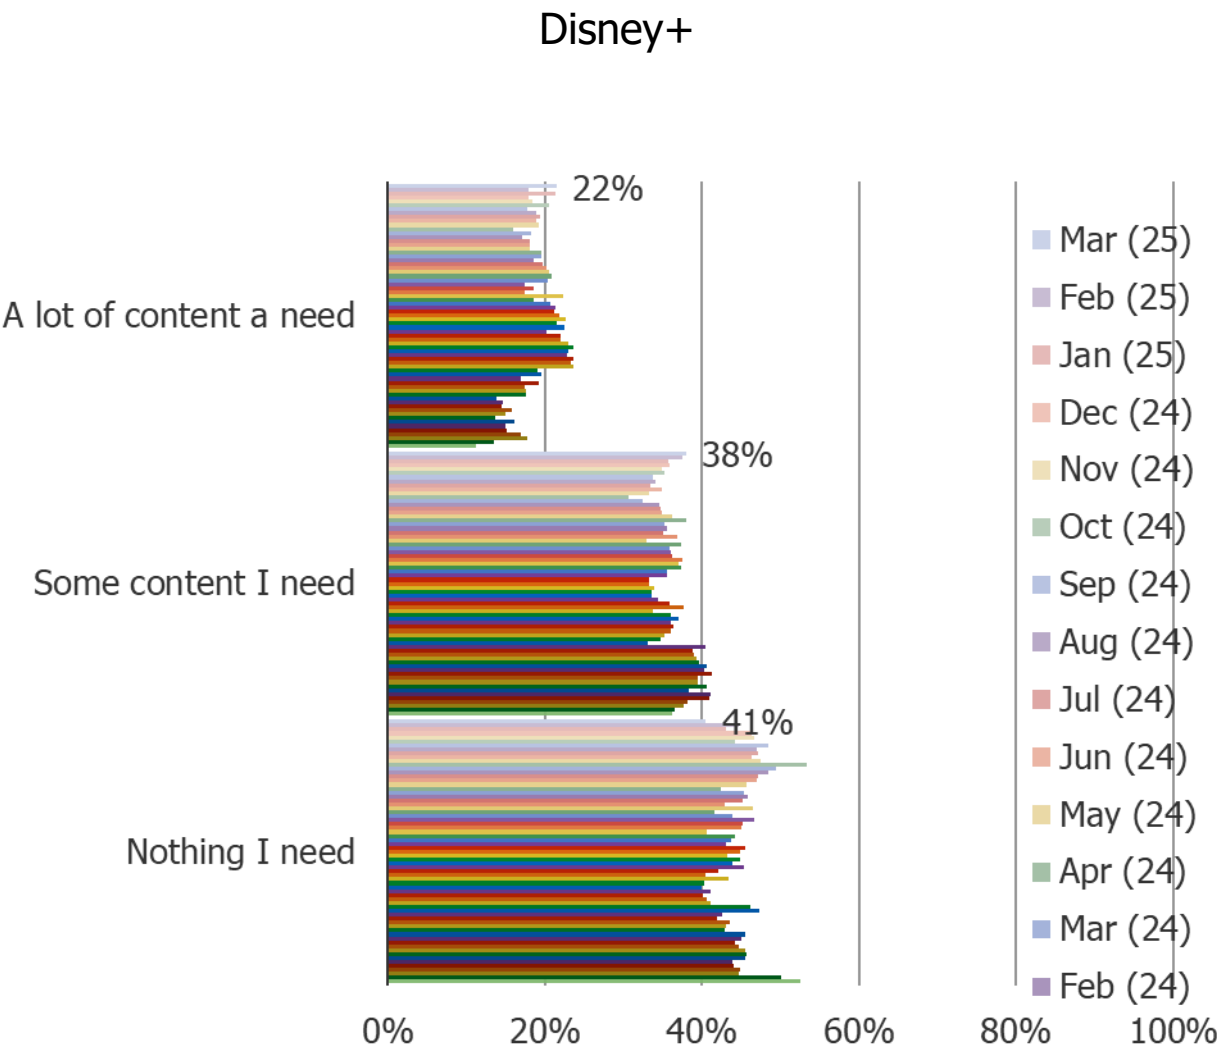 Disney+
22%
A lot of content a need
38%
Some content I need
41%
Nothing I need
Mar (25)
Feb (25)
Jan (25)
Dec (24)
Nov (24)
Oct (24)
Sep (24)
Aug (24)
Jul (24)
Jun (24)
May (24)
Apr (24)
Mar (24)
Feb (24)
0% 20% 40% 60% 80% 100%